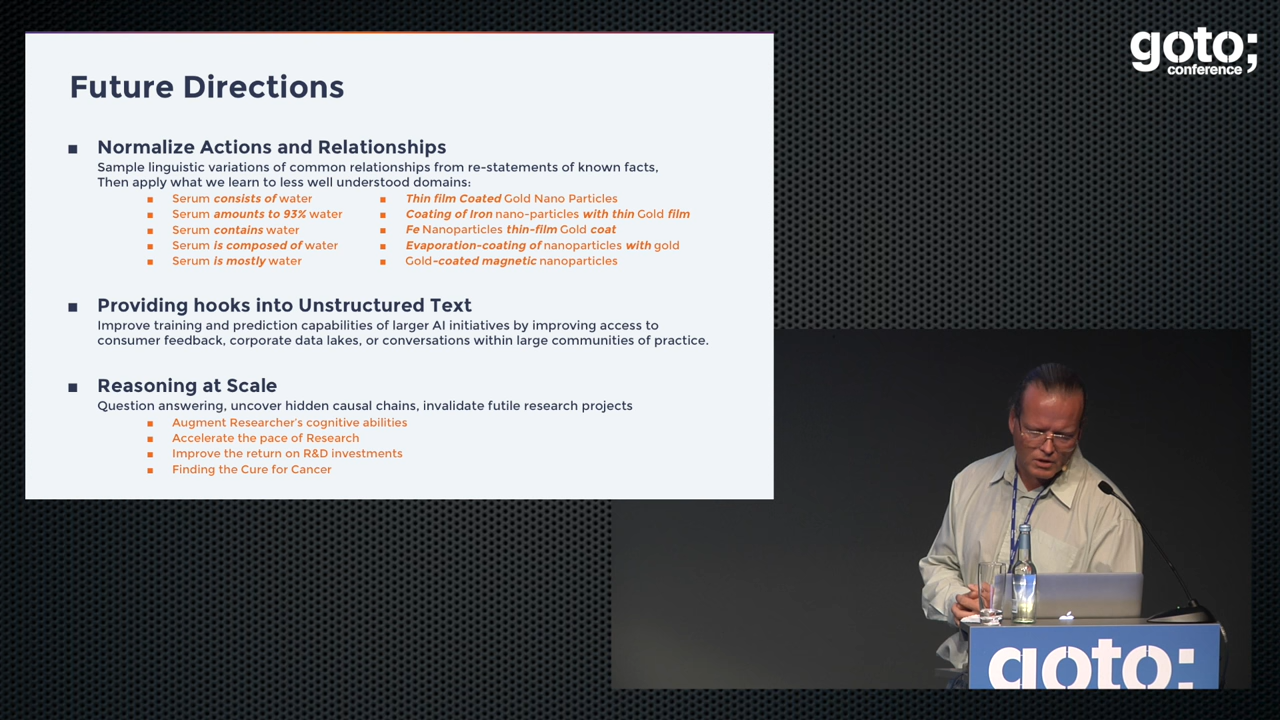 goto;
conference
Future Directions
Normalize Actions and Relationships
Sample linguistic variations of common relationships from re-statements of known facts,
Then apply what we learn to less well understood domains:
Serum consists of water
Serum amounts to 93% water
Serum contains water
Serum is composed of water
Serum is mostly water
Thin film Coated Gold Nano Particles
Coating of Iron nano-particles with thin Gold film
Fe Nanoparticles thin-film Gold coat
Evaporation-coating of nanoparticles with gold
Gold-coated magnetic nanoparticles
Providing hooks into Unstructured Text
Improve training and prediction capabilities of larger AI initiatives by improving access to
consumer feedback, corporate data lakes, or conversations within large communities of practice.
Reasoning at Scale
Question answering, uncover hidden causal chains, invalidate futile research projects
Augment Researcher's cognitive abilities
Accelerate the pace of Research
Improve the return on R&D investments
Finding the Cure for Cancer
goto;